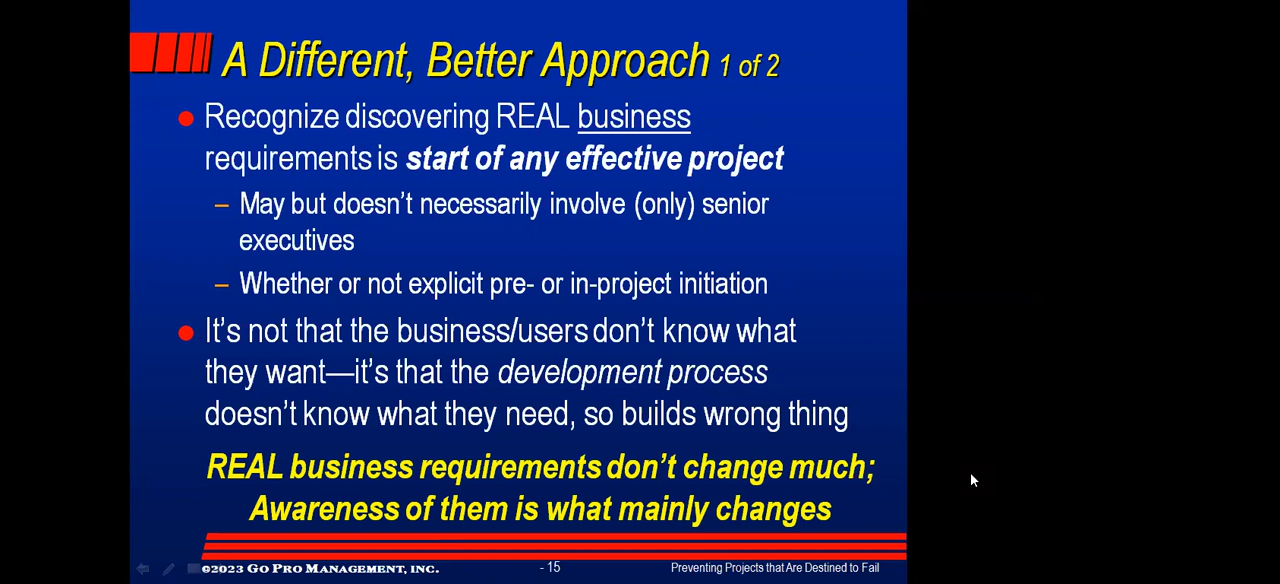 A Different, Better Approach 1 of 2
● Recognize discovering REAL business
requirements is start of any effective project
– May but doesn't necessarily involve (only) senior
executives
– Whether or not explicit pre- or in-project initiation
● It's not that the business/users don't know what
they want—it's that the development process
doesn't know what they need, so builds wrong thing
REAL business requirements don't change much;
Awareness of them is what mainly changes
©2023 GO PRO MANAGEMENT, INC. - 15 Preventing Projects that Are Destined to Fail